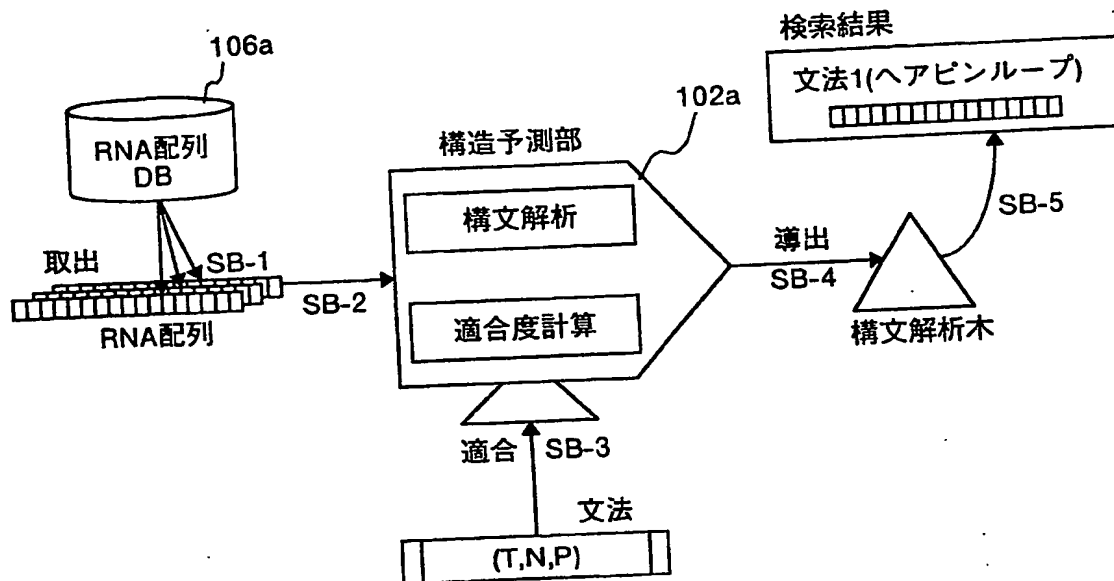 検索結果
106a
文法1(ヘアピンループ)
102a
RNA配列
DB
構造予測部
構文解析
SB-5
取出
SB-1
導出
SB-2
SB-4
RNA配列
適合度計算
構文解析木
適合
SB-3
文法
(T,N,P)